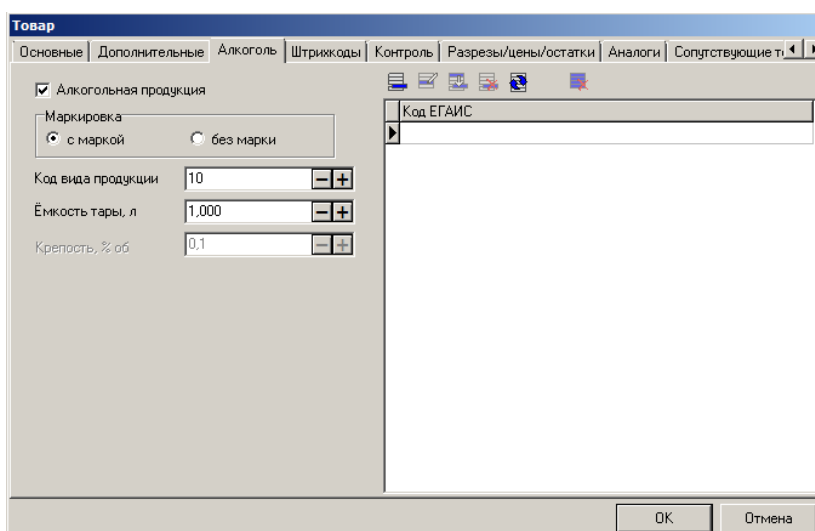 Товар
Основные Дополнительные Алкоголь Штрихкоды Контроль Разрезы/цены/остатки Аналоги Сопутствующие
Алкогольная продукция
Маркировка
с маркой без марки
Код вида продукции 10
Ёмкость тары, л 1,000
Крепость, % об 0,1
Код ЕГАИС
OK Отмена